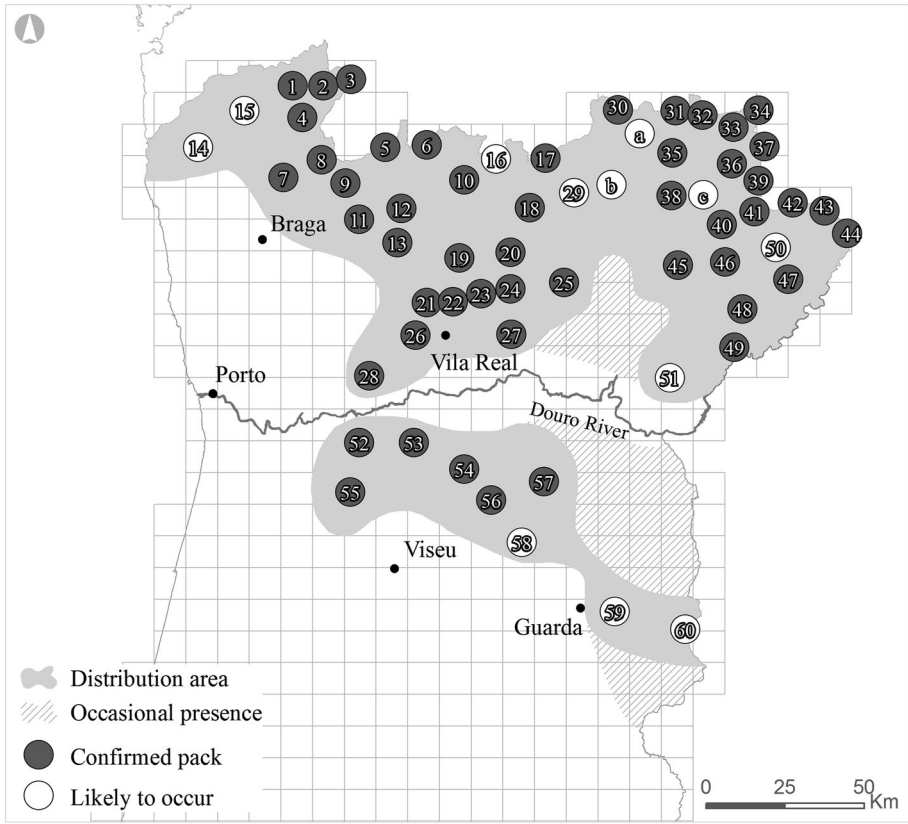 1 2 3
15 4
30 31 32 34
14 5 6 a 33
8 16 17 35 37
7 9 10 29 b 36 39
11 12 18 38 c 41 42 43
Braga 13 40 44
19 20 50
45 46
21 22 23 24 25 47
26 27 48
Vila Real 49
Porto 28 51
Douro River
52 53
54
55 56 57
Viseu 58
Guarda 59 60
Distribution area
Occasional presence
Confirmed pack
Likely to occur
0 25 50
Km